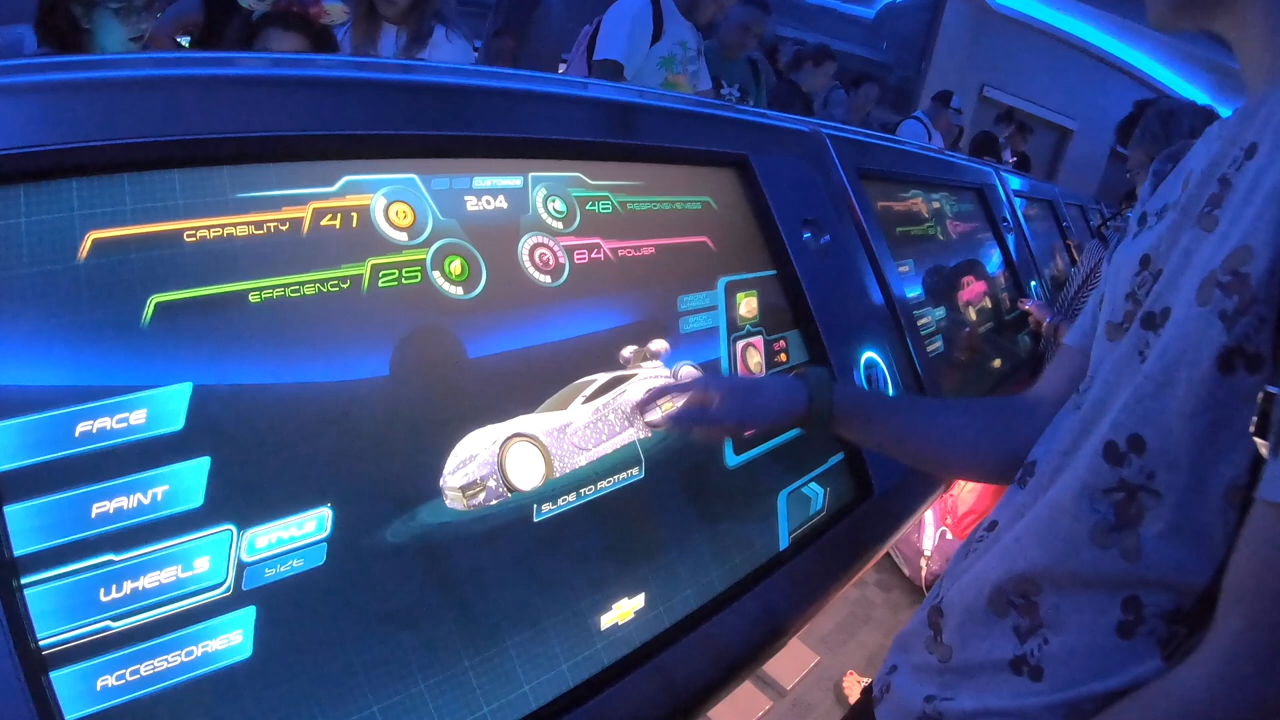 CUSTOMIZE
2:04
CAPABILITY 41
46 RESPONSIVENESS
EFFICIENCY 25
84 POWER
FRONT WHEELS
BACK WHEELS
FACE
PAINT
WHEELS
STYLE
SIZE
ACCESSORIES
SLIDE TO ROTATE